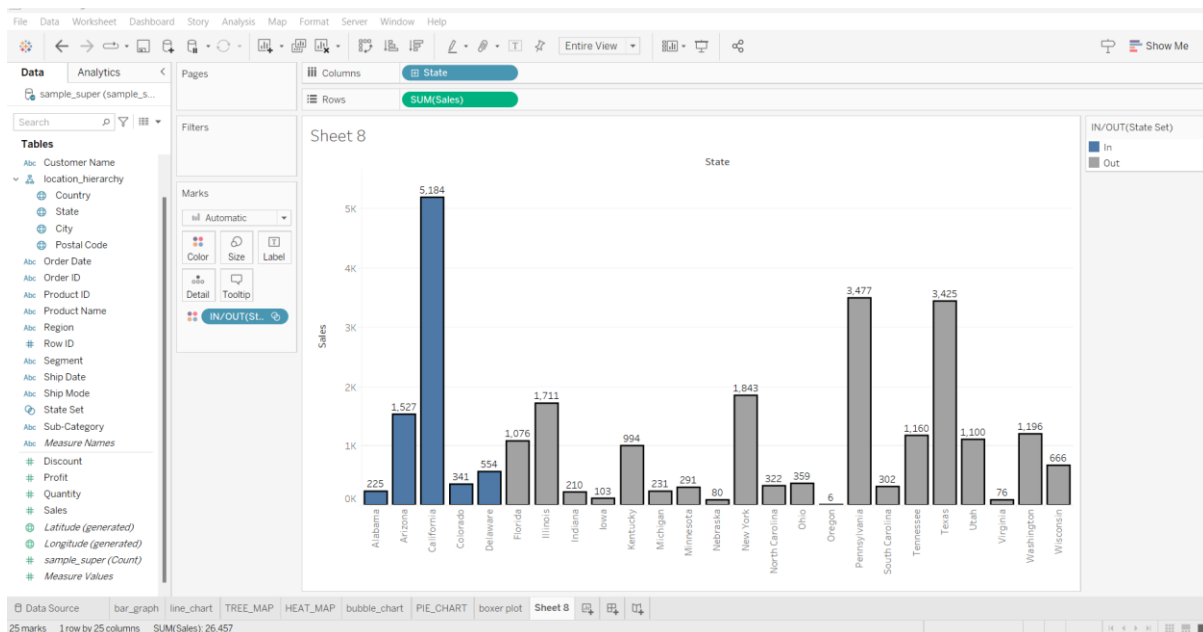 File Data Worksheet Dashboard Story Analysis Map Format Server Window Help
Entire View
Show Me
Data Analytics
sample_super (sample_s...
Search
Tables
Abc Customer Name
location_hierarchy
Country
State
City
Postal Code
Abc Order Date
Abc Order ID
Abc Product ID
Abc Product Name
Abc Region
# Row ID
Abc Segment
Abc Ship Date
Abc Ship Mode
State Set
Abc Sub-Category
Abc Measure Names
# Discount
# Profit
# Quantity
# Sales
Latitude (generated)
Longitude (generated)
# sample_super (Count)
# Measure Values
Pages
Filters
Marks
Automatic
Color Size Label
Detail Tooltip
IN/OUT(St..
Columns State
Rows SUM(Sales)
Sheet 8
State
Sales
5K
4K
3K
2K
1K
0K
225
1,527
5,184
341
554
1,076
1,711
210
103
994
231
291
80
1,843
322
359
6
3,477
302
1,160
3,425
1,100
76
1,196
666
Alabama
Arizona
California
Colorado
Delaware
Florida
Illinois
Indiana
Iowa
Kentucky
Michigan
Minnesota
Nebraska
New York
North Carolina
Ohio
Oregon
Pennsylvania
South Carolina
Tennessee
Texas
Utah
Virginia
Washington
Wisconsin
IN/OUT(State Set)
In
Out
Data Source bar_graph line_chart TREE_MAP HEAT_MAP bubble_chart PIE_CHART boxer plot Sheet 8
25 marks 1 row by 25 columns SUM(Sales): 26,457